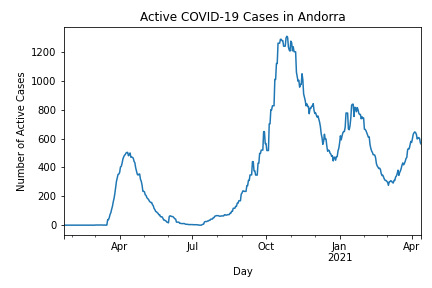 Active COVID-19 Cases in Andorra
Number of Active Cases
1200
1000
800
600
400
200
0
Apr
Jul
Oct
Jan
2021
Apr
Day